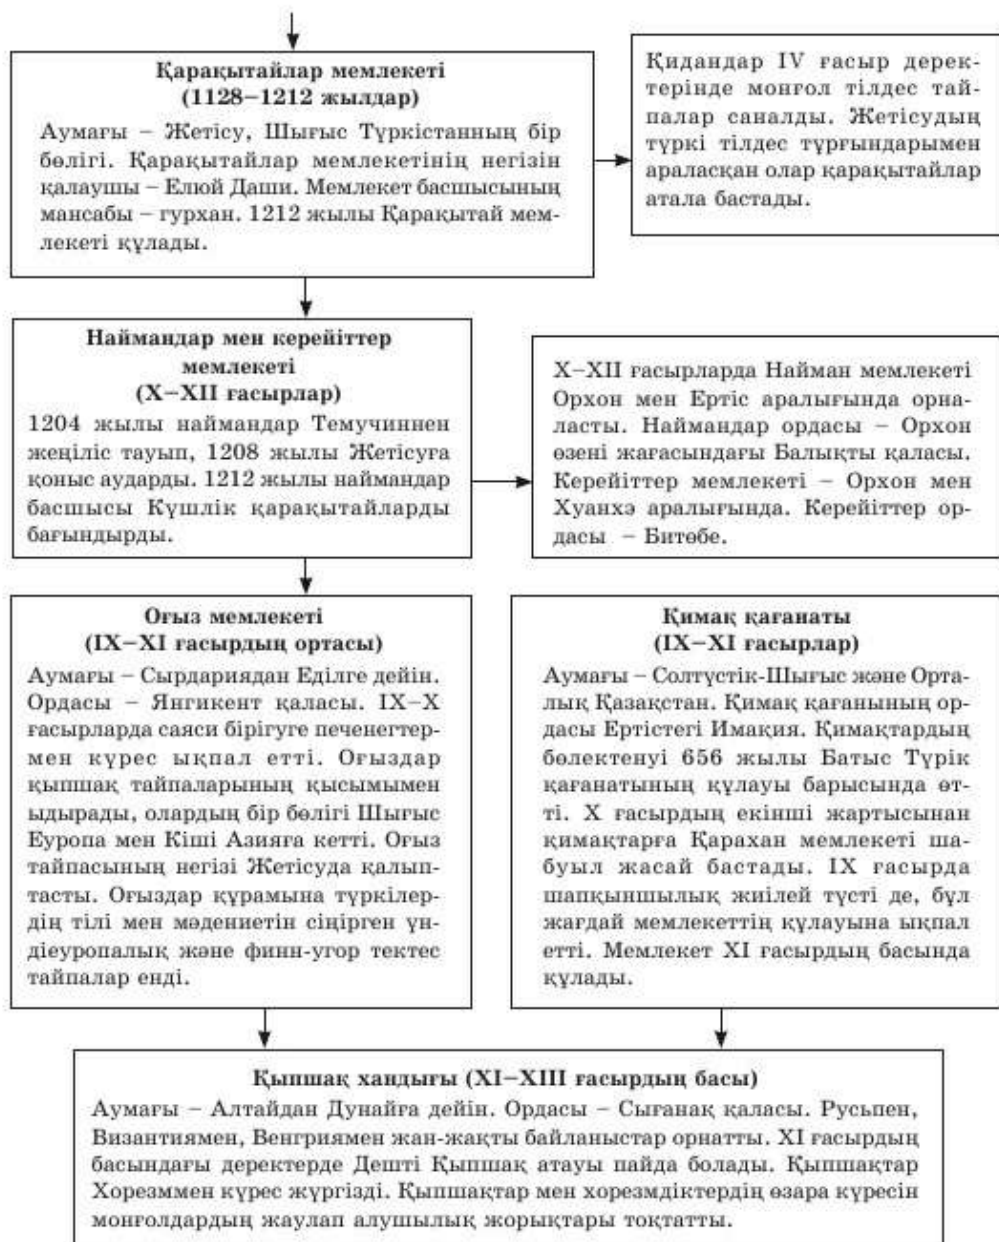 Қарақытайлар мемлекеті
(1128–1212 жылдар)
Аумағы – Жетісу, Шығыс Түркістанның бір
бөлігі. Қарақытайлар мемлекетінің негізін
қалаушы – Елюй Даши. Мемлекет басшысының
мансабы – гурхан. 1212 жылы Қарақытай мем-
лекеті құлады.
Қидандар IV ғасыр дерек-
терінде монғол тілдес тай-
палар саналды. Жетісудың
түркі тілдес тұрғындарымен
араласқан олар қарақытайлар
атала бастады.
Наймандар мен керейіттер
мемлекеті
(X–XII ғасырлар)
1204 жылы наймандар Темучиннен
жеңіліс тауып, 1208 жылы Жетісуға
қоныс аударды. 1212 жылы наймандар
басшысы Күшлік қарақытайларды
бағындырды.
X–XII ғасырларда Найман мемлекеті
Орхон мен Ертіс аралығында орна-
ласты. Наймандар ордасы – Орхон
өзені жағасындағы Балықты қаласы.
Керейіттер мемлекеті – Орхон мен
Хуанхэ аралығында. Керейіттер ор-
дасы – Битөбе.
Оғыз мемлекеті
(IX–XI ғасырдың ортасы)
Аумағы – Сырдариядан Еділге дейін.
Ордасы – Янгикент қаласы. IX–X
ғасырларда саяси бірігуге печенегтер-
мен күрес ықпал етті. Оғыздар
қыпшақ тайпаларының қысымымен
ыдырады, олардың бір бөлігі Шығыс
Еуропа мен Кіші Азияға кетті. Оғыз
тайпасының негізі Жетісуда қалып-
тасты. Оғыздар құрамына түркілер-
дің тілі мен мәдениетін сіңірген үн-
діеуропалық және финн-угор тектес
тайпалар енді.
Қимақ қағанаты
(IX–XI ғасырлар)
Аумағы – Солтүстік-Шығыс және Орта-
лық Қазақстан. Қимақ қағанының ор-
дасы Ертістегі Имақия. Қимақтардың
бөлектенуі 656 жылы Батыс Түрік
қағанатының құлауы барысында өт-
ті. X ғасырдың екінші жартысынан
қимақтарға Қарахан мемлекеті ша-
буыл жасай бастады. IX ғасырда
шапқыншылық жиілей түсті де, бұл
жағдай мемлекеттің құлауына ықпал
етті. Мемлекет XI ғасырдың басында
құлады.
Қыпшақ хандығы (XI–XIII ғасырдың басы)
Аумағы – Алтайдан Дунайға дейін. Ордасы – Сығанақ қаласы. Русьпен,
Византиямен, Венгриямен жан-жақты байланыстар орнатты. XI ғасырдың
басындағы деректерде Дешті Қыпшақ атауы пайда болады. Қыпшақтар
Хорезммен күрес жүргізді. Қыпшақтар мен хорезмдіктердің өзара күресін
монғолдардың жаулап алушылық жорықтары тоқтатты.